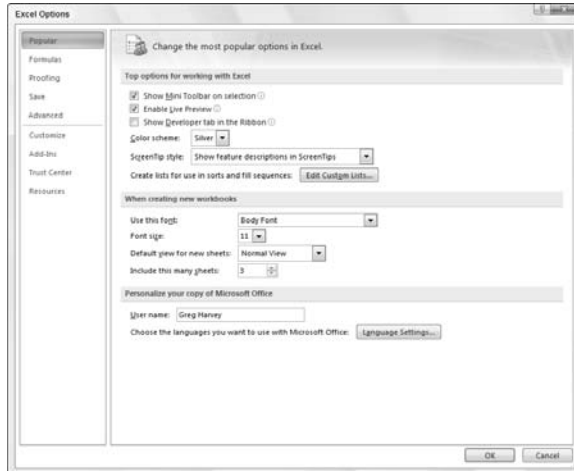 Excel Options
Popular
Formulas
Proofing
Save
Advanced
Customize
Add-Ins
Trust Center
Resources
Change the most popular options in Excel.
Top options for working with Excel
Show Mini Toolbar on selection
Enable Live Preview
Show Developer tab in the Ribbon
Color scheme: Silver
ScreenTip style: Show feature descriptions in ScreenTips
Create lists for use in sorts and fill sequences: Edit Custom Lists...
When creating new workbooks
Use this font: Body Font
Font size: 11
Default view for new sheets: Normal View
Include this many sheets: 3
Personalize your copy of Microsoft Office
User name: Greg Harvey
Choose the languages you want to use with Microsoft Office: Language Settings...
OK Cancel